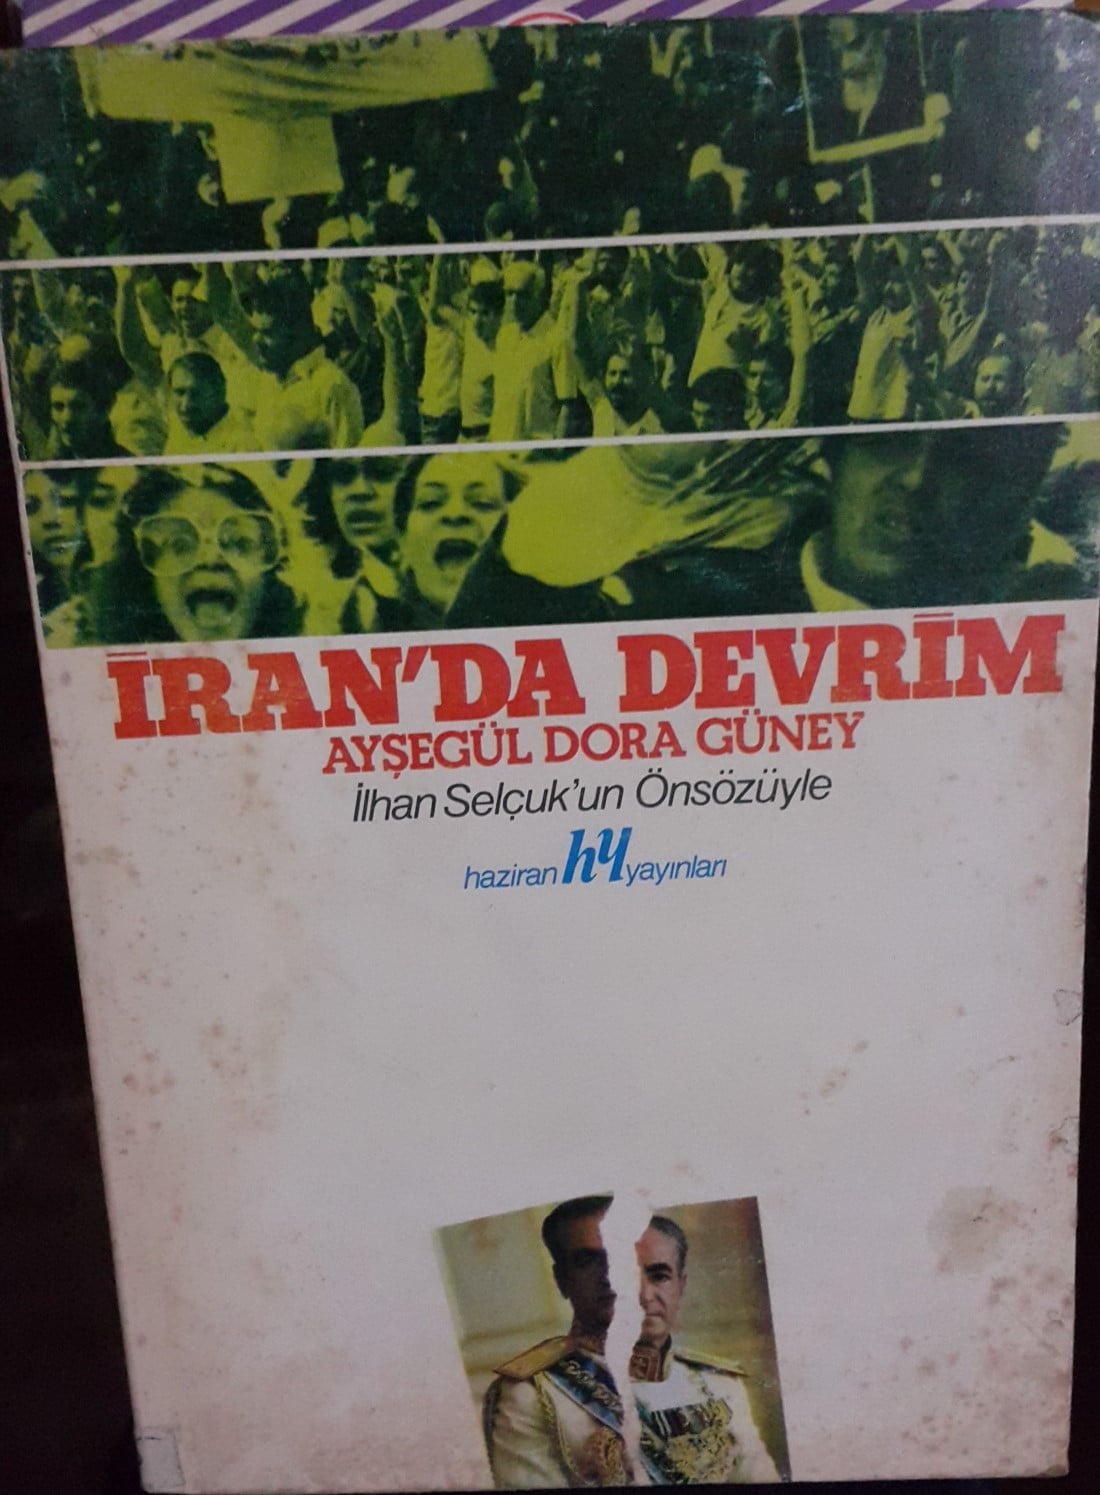 İRAN'DA DEVRİM
AYŞEGÜL DORA GÜNEY
İlhan Selçuk'un Önsözüyle
haziran hy yayınları